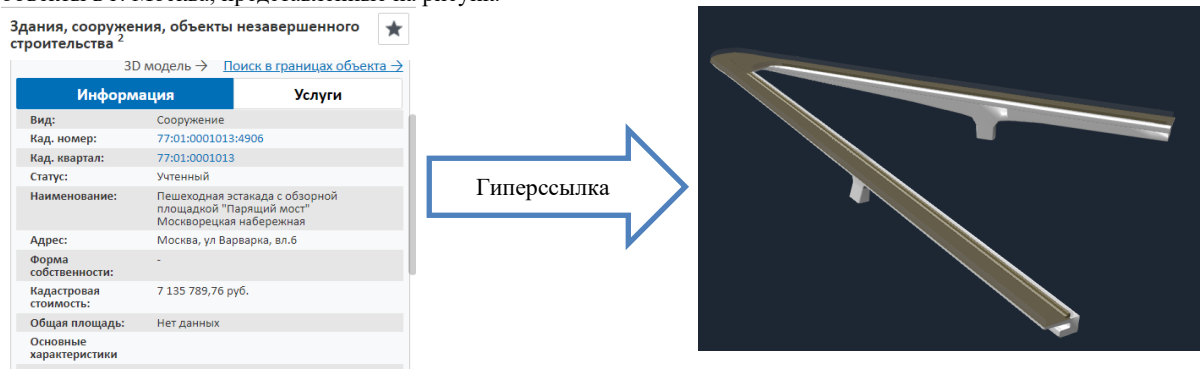 Здания, сооружения, объекты незавершенного
строительства 2
3D модель → Поиск в границах объекта →
Информация Услуги
Вид: Сооружение
Кад. номер: 77:01:0001013:4906
Кад. квартал: 77:01:0001013
Статус: Учтенный
Наименование: Пешеходная эстакада с обзорной
площадкой "Парящий мост"
Москворецкая набережная
Адрес: Москва, ул Варварка, вл.6
Форма
собственности: -
Кадастровая
стоимость: 7 135 789,76 руб.
Общая площадь: Нет данных
Основные
характеристики
Гиперссылка